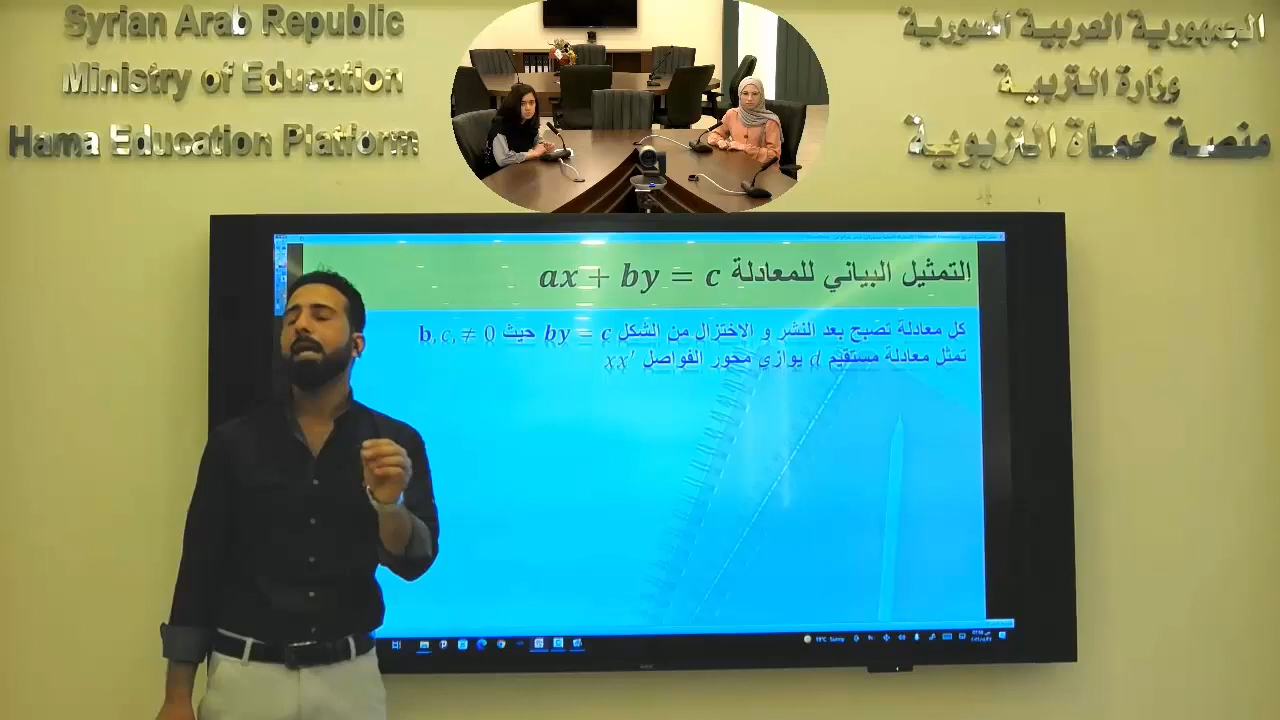 Syrian Arab Republic
Ministry of Education
Hama Education Platform
الجمهورية العربية السورية
وزارة التربية
منصة حماة التربوية
التمثيل البياني للمعادلة ax + by = c
كل معادلة تصبح بعد النشر و الاختزال من الشكل by = c حيث b, c, ≠ 0
تمثل معادلة مستقيم d يوازي محور الفواصل xx′
19°C Sunny